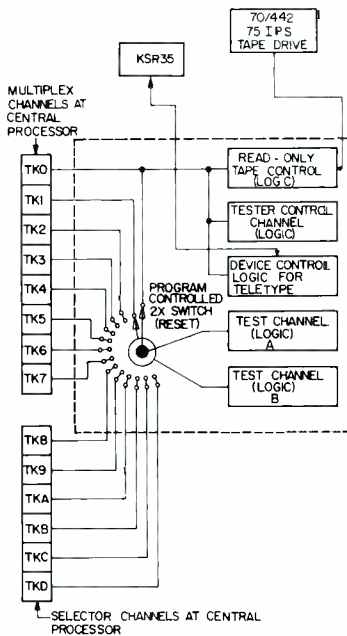 70/442
75 IPS
TAPE DRIVE
KSR35
MULTIPLEX
CHANNELS AT
CENTRAL
PROCESSOR
TK0
TK1
TK2
TK3
TK4
TK5
TK6
TK7
READ-ONLY
TAPE CONTROL
(LOGIC)
TESTER CONTROL
CHANNEL
(LOGIC)
DEVICE CONTROL
LOGIC FOR
TELETYPE
PROGRAM
CONTROLLED
2X SWITCH
(RESET)
TEST CHANNEL
(LOGIC)
A
TEST CHANNEL
(LOGIC)
B
TK8
TK9
TKA
TKB
TKC
TKD
SELECTOR CHANNELS AT CENTRAL
PROCESSOR